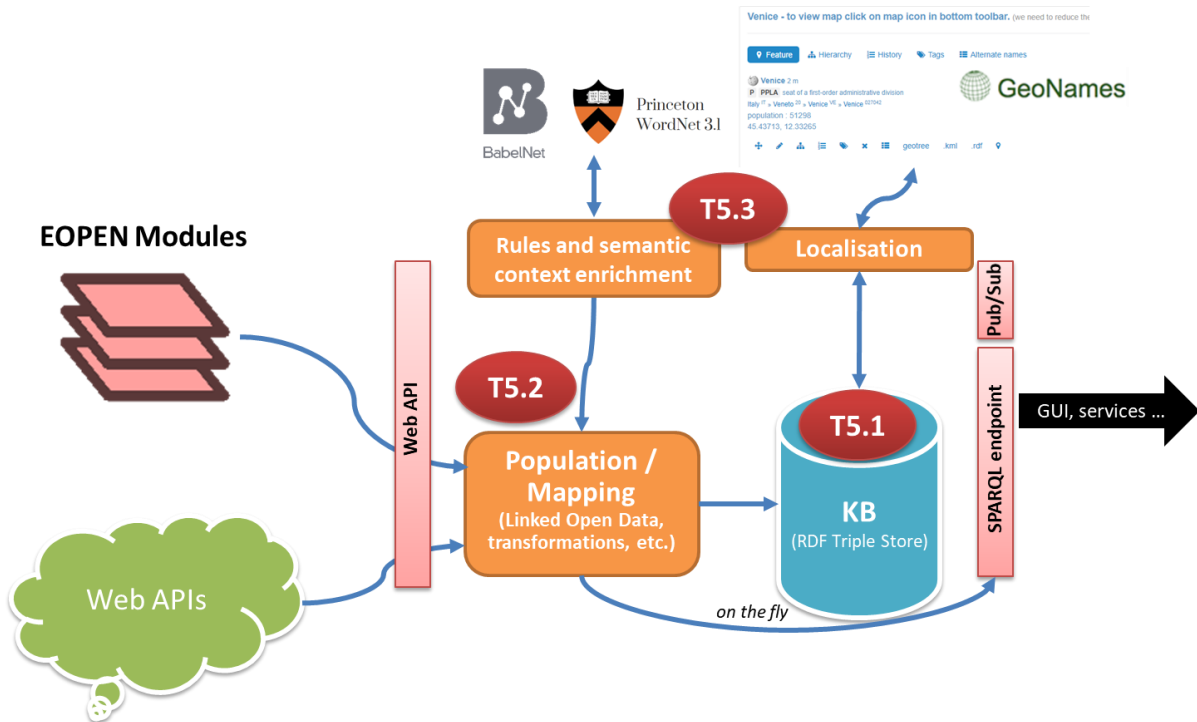 Venice - to view map click on map icon in bottom toolbar. (we need to reduce the
Feature Hierarchy History Tags Alternate names
Venice 2 m
P PPLA seat of a first-order administrative division
Italy IT » Veneto 20 » Venice VE » Venice 027042
population : 51298
45.43713, 12.33265
geotree .kml .rdf
GeoNames
BabelNet
Princeton
WordNet 3.1
T5.3
EOPEN Modules
Rules and semantic
context enrichment
Localisation
Pub/Sub
T5.2
Web API
T5.1
GUI, services ...
SPARQL endpoint
Population /
Mapping
(Linked Open Data,
transformations, etc.)
KB
(RDF Triple Store)
Web APIs
on the fly